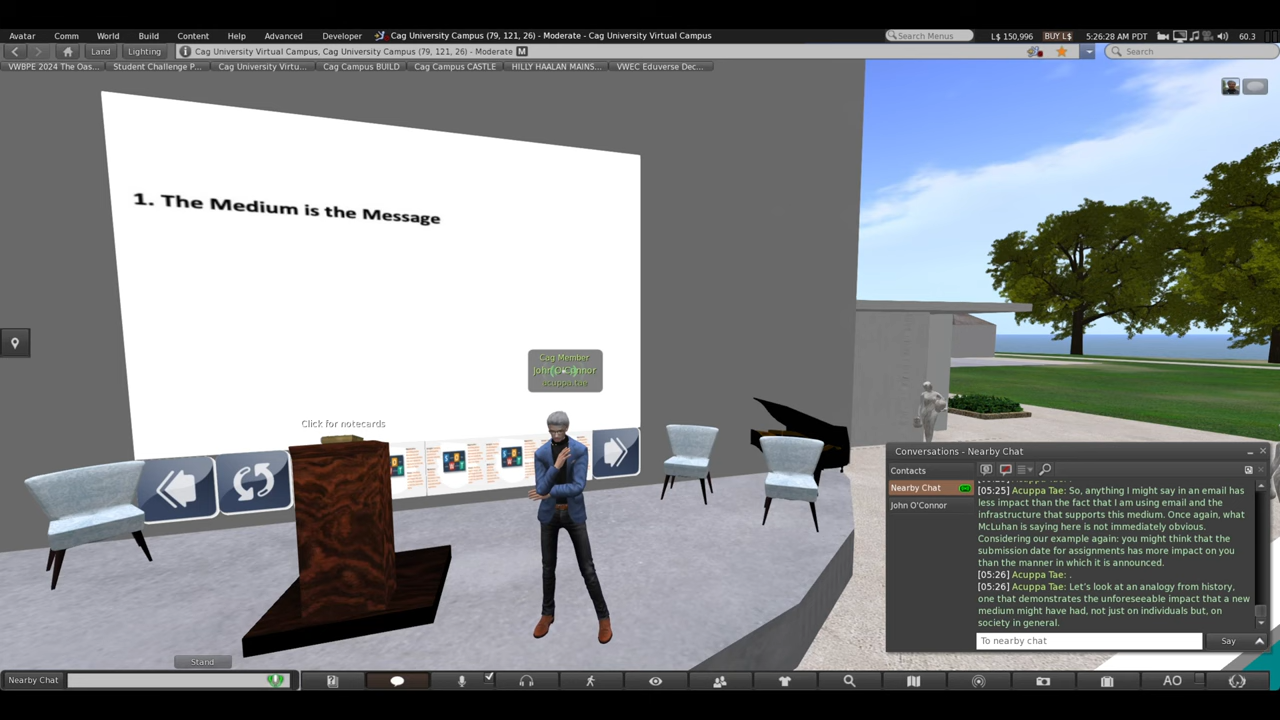 Avatar Comm World Build Content Help Advanced Developer Cag University Campus (79, 121, 26) - Moderate - Cag University Virtual Campus Search Menus L$ 150,996 BUY L$ 5:26:28 AM PDT 60.3
Land Lighting Cag University Virtual Campus, Cag University Campus (79, 121, 26) - Moderate M Search
VWBPE 2024 The Oas... Student Challenge P... Cag University Virtu... Cag Campus BUILD Cag Campus CASTLE HILLY HAALAN MAINS... VWEC Eduverse Dec...
1. The Medium is the Message
Cag Member
John O'Connor
acuppa.tae
Click for notecards
Conversations - Nearby Chat
Contacts
Nearby Chat
John O'Connor
[05:25] Acuppa Tae: So, anything I might say in an email has
less impact than the fact that I am using email and the
infrastructure that supports this medium. Once again, what
McLuhan is saying here is not immediately obvious.
Considering our example again: you might think that the
submission date for assignments has more impact on you
than the manner in which it is announced.
[05:26] Acuppa Tae: .
[05:26] Acuppa Tae: Let's look at an analogy from history,
one that demonstrates the unforeseeable impact that a new
medium might have had, not just on individuals but, on
society in general.
To nearby chat Say
Stand
Nearby Chat AO